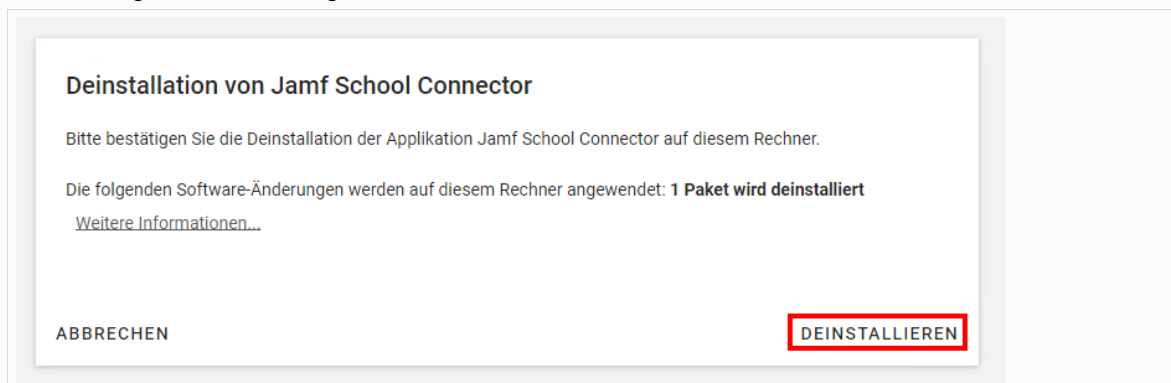 Deinstallation von Jamf School Connector
Bitte bestätigen Sie die Deinstallation der Applikation Jamf School Connector auf diesem Rechner.
Die folgenden Software-Änderungen werden auf diesem Rechner angewendet: 1 Paket wird deinstalliert
Weitere Informationen...
ABBRECHEN DEINSTALLIEREN